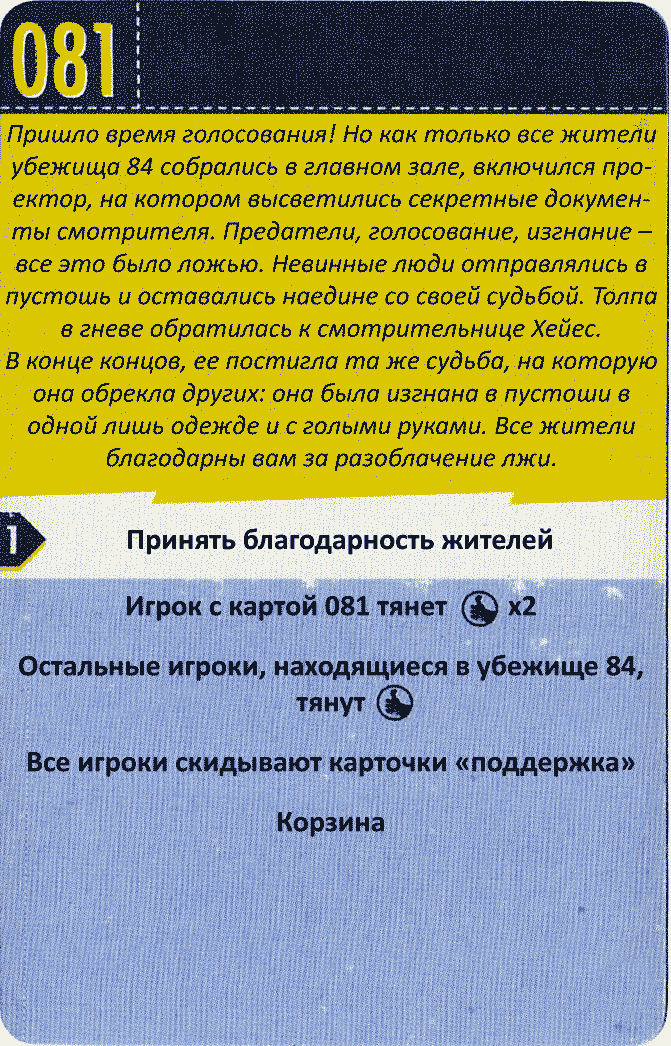 081
Пришло время голосования! Но как только все жители
убежища 84 собрались в главном зале, включился про-
ектор, на котором высветились секретные докумен-
ты смотрителя. Предатели, голосование, изгнание –
все это было ложью. Невинные люди отправлялись в
пустошь и оставались наедине со своей судьбой. Толпа
в гневе обратилась к смотрительнице Хейес.
В конце концов, ее постигла та же судьба, на которую
она обрекла других: она была изгнана в пустоши в
одной лишь одежде и с голыми руками. Все жители
благодарны вам за разоблачение лжи.
1 Принять благодарность жителей
Игрок с картой 081 тянет x2
Остальные игроки, находящиеся в убежище 84,
тянут
Все игроки скидывают карточки «поддержка»
Корзина